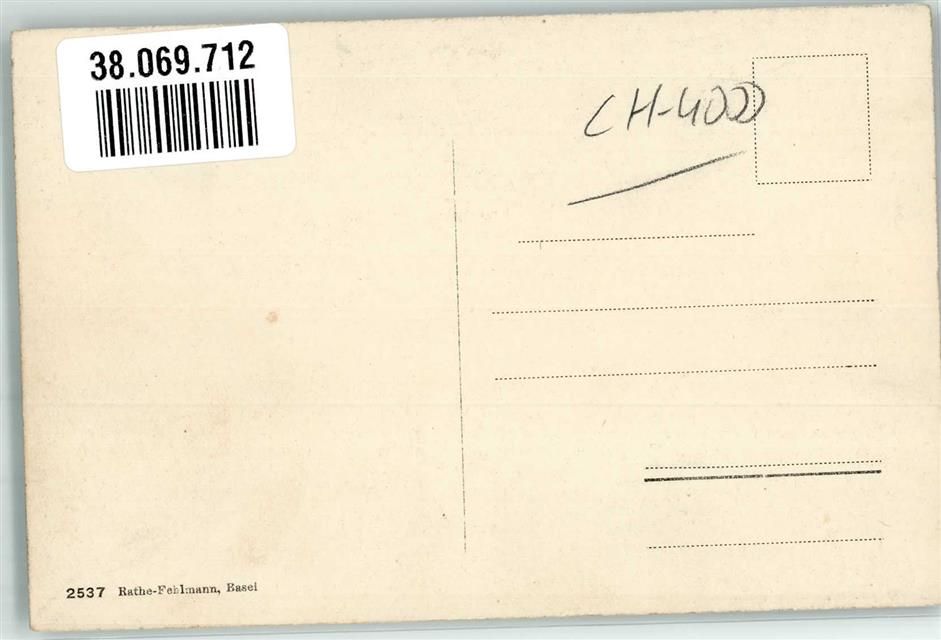 38.069.712
CH-4000
2537 Rathe-Fehlmann, Basel